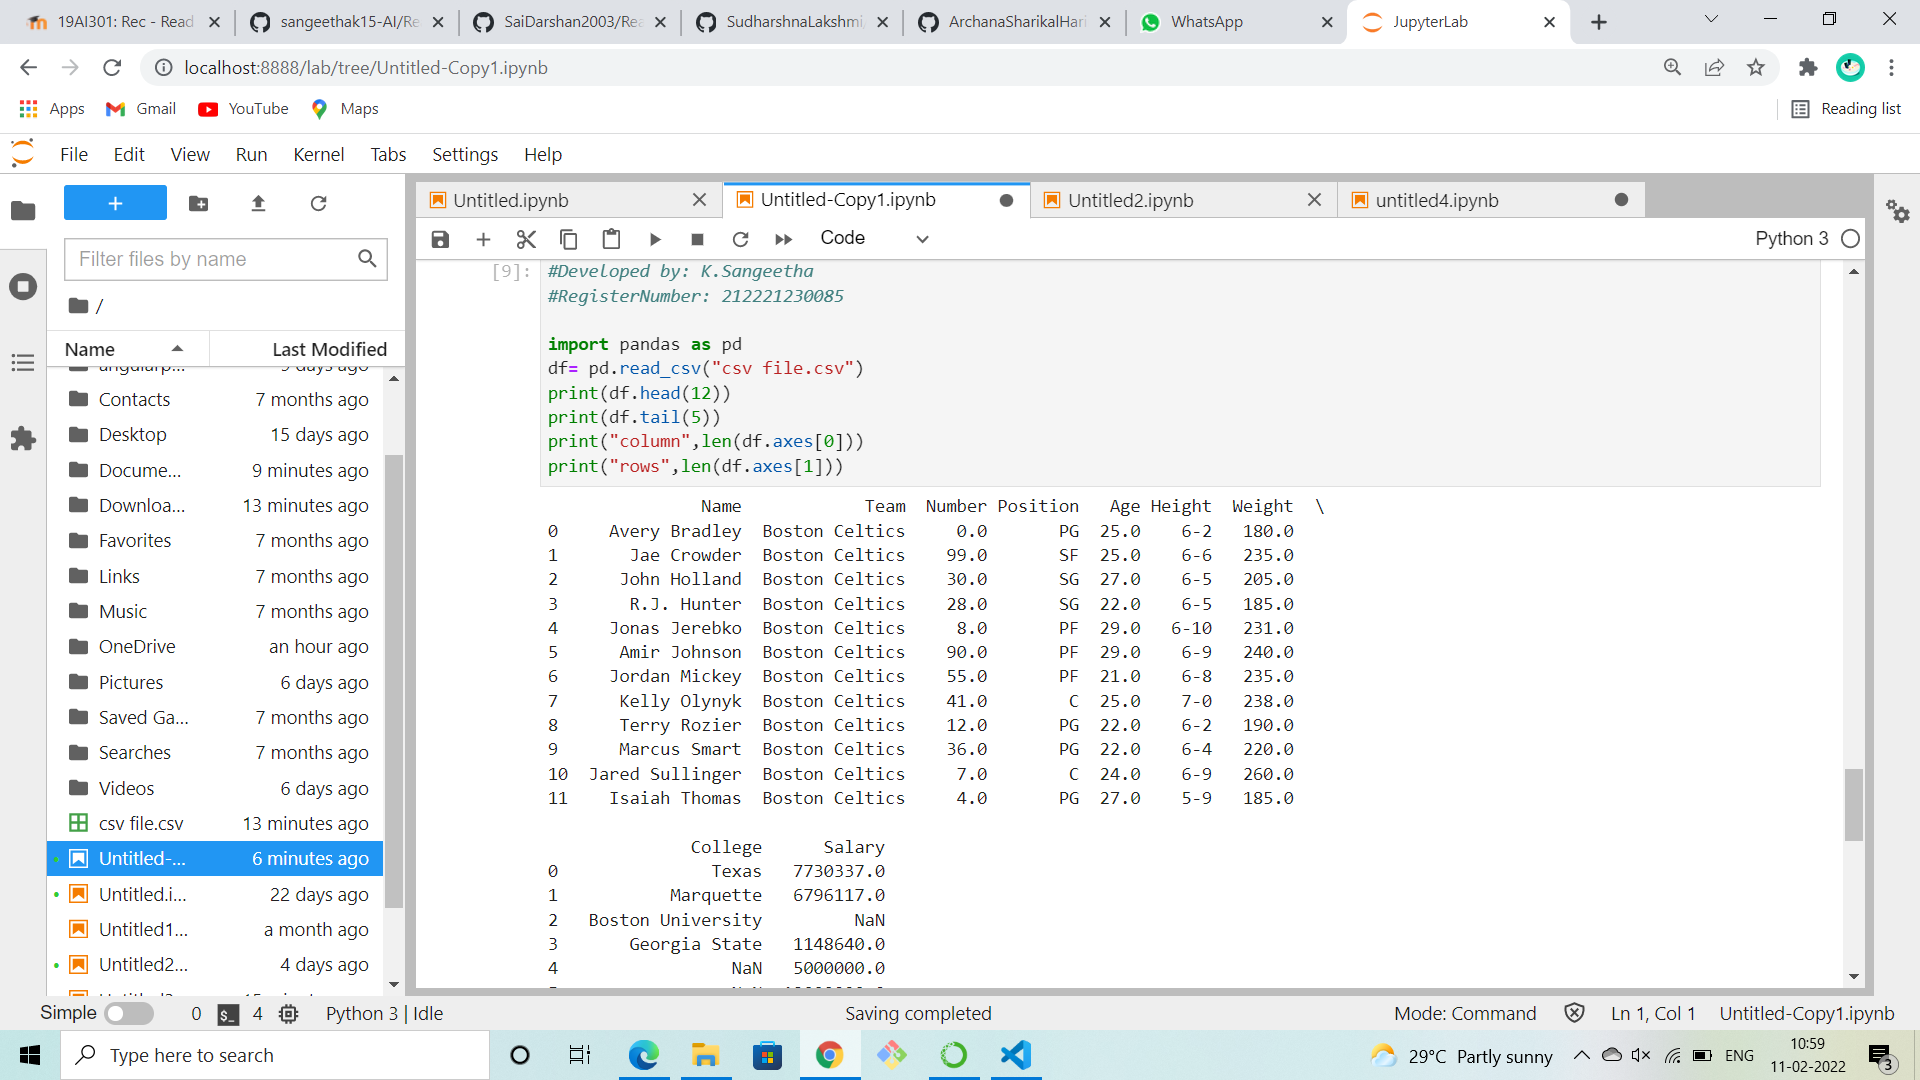 19AI301: Rec - Read
sangeethak15-AI/Re
SaiDarshan2003/Rea
SudharshnaLakshmi
ArchanaSharikalHari
WhatsApp
JupyterLab
localhost:8888/lab/tree/Untitled-Copy1.ipynb
Apps
Gmail
YouTube
Maps
Reading list
File
Edit
View
Run
Kernel
Tabs
Settings
Help
Filter files by name
/
Name
Last Modified
angularp... 9 days ago
Contacts 7 months ago
Desktop 15 days ago
Docume... 9 minutes ago
Downloa... 13 minutes ago
Favorites 7 months ago
Links 7 months ago
Music 7 months ago
OneDrive an hour ago
Pictures 6 days ago
Saved Ga... 7 months ago
Searches 7 months ago
Videos 6 days ago
csv file.csv 13 minutes ago
Untitled-... 6 minutes ago
Untitled.i... 22 days ago
Untitled1... a month ago
Untitled2... 4 days ago
Untitled.ipynb
Untitled-Copy1.ipynb
Untitled2.ipynb
untitled4.ipynb
Code
Python 3
[9]:
#Developed by: K.Sangeetha
#RegisterNumber: 212221230085
import pandas as pd
df= pd.read_csv("csv file.csv")
print(df.head(12))
print(df.tail(5))
print("column",len(df.axes[0]))
print("rows",len(df.axes[1]))
Name Team Number Position Age Height Weight \
0 Avery Bradley Boston Celtics 0.0 PG 25.0 6-2 180.0
1 Jae Crowder Boston Celtics 99.0 SF 25.0 6-6 235.0
2 John Holland Boston Celtics 30.0 SG 27.0 6-5 205.0
3 R.J. Hunter Boston Celtics 28.0 SG 22.0 6-5 185.0
4 Jonas Jerebko Boston Celtics 8.0 PF 29.0 6-10 231.0
5 Amir Johnson Boston Celtics 90.0 PF 29.0 6-9 240.0
6 Jordan Mickey Boston Celtics 55.0 PF 21.0 6-8 235.0
7 Kelly Olynyk Boston Celtics 41.0 C 25.0 7-0 238.0
8 Terry Rozier Boston Celtics 12.0 PG 22.0 6-2 190.0
9 Marcus Smart Boston Celtics 36.0 PG 22.0 6-4 220.0
10 Jared Sullinger Boston Celtics 7.0 C 24.0 6-9 260.0
11 Isaiah Thomas Boston Celtics 4.0 PG 27.0 5-9 185.0
College Salary
0 Texas 7730337.0
1 Marquette 6796117.0
2 Boston University NaN
3 Georgia State 1148640.0
4 NaN 5000000.0
Simple
0
$_
4
Python 3 | Idle
Saving completed
Mode: Command
Ln 1, Col 1
Untitled-Copy1.ipynb
Type here to search
29°C Partly sunny
ENG
10:59
11-02-2022
3